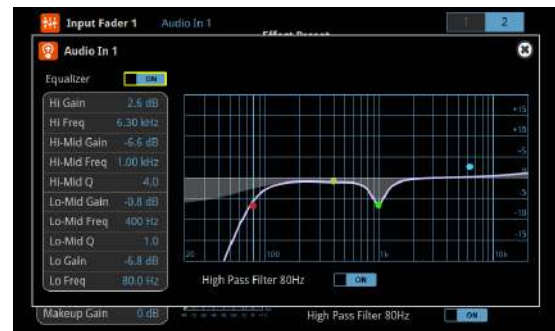 Input Fader 1 Audio In 1 1 2
Audio In 1
Equalizer ON
Hi Gain 2.6 dB
Hi Freq 6.30 kHz
Hi-Mid Gain -6.6 dB
Hi-Mid Freq 1.00 kHz
Hi-Mid Q 4.0
Lo-Mid Gain -0.8 dB
Lo-Mid Freq 400 Hz
Lo-Mid Q 1.0
Lo Gain -6.8 dB
Lo Freq 80.0 Hz
+15
+10
-5
0
-5
-10
-15
20 100 1k 10k
High Pass Filter 80Hz ON
Makeup Gain 0 dB High Pass Filter 80Hz ON